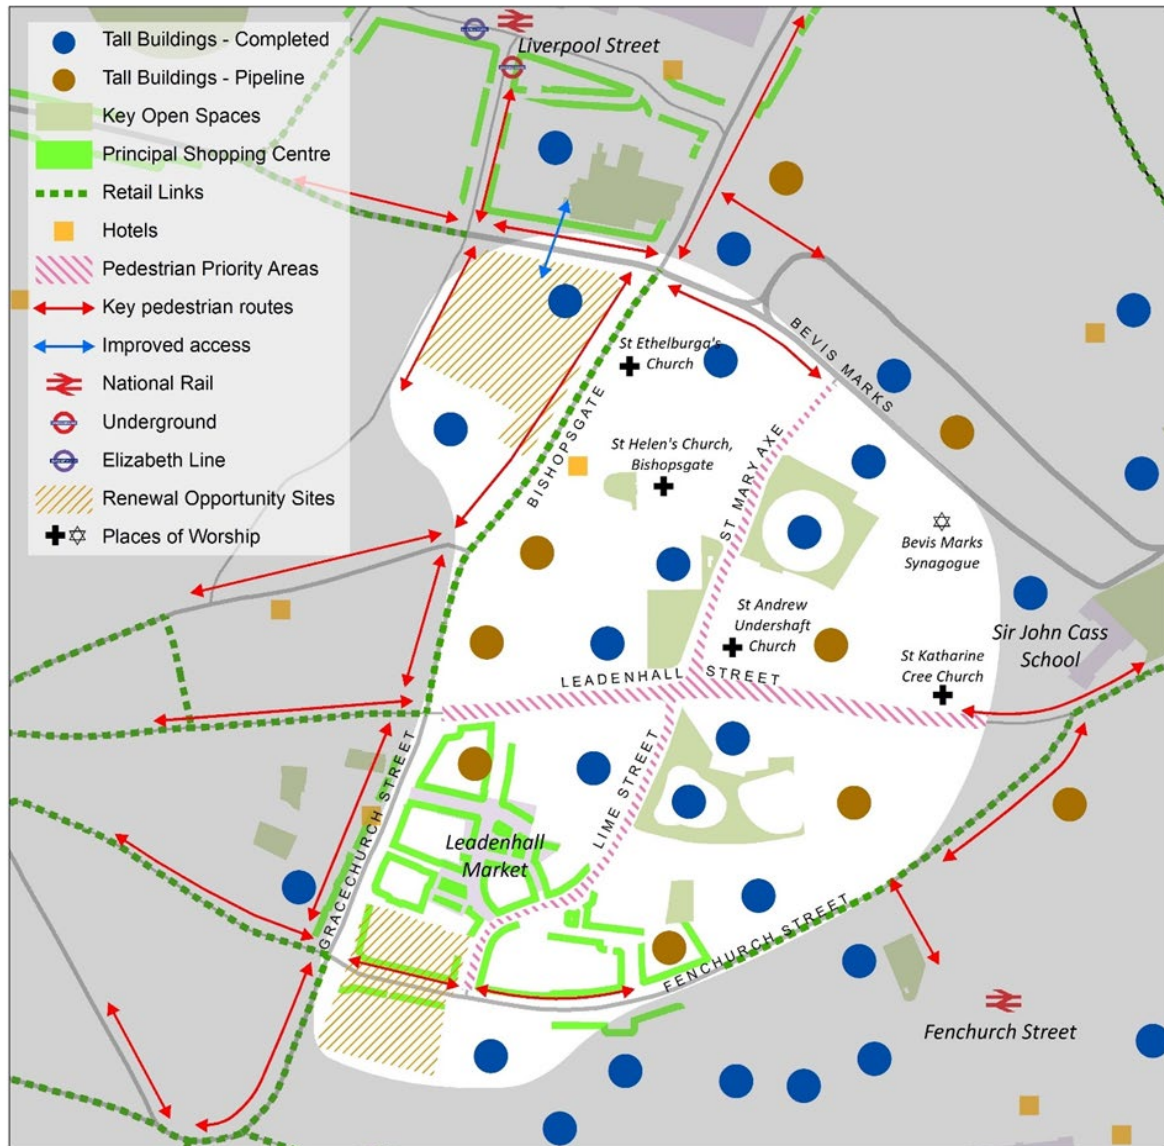 Tall Buildings - Completed
Tall Buildings - Pipeline
Key Open Spaces
Principal Shopping Centre
Retail Links
Hotels
Pedestrian Priority Areas
Key pedestrian routes
Improved access
National Rail
Underground
Elizabeth Line
Renewal Opportunity Sites
Places of Worship
Liverpool Street
BEVIS MARKS
St Ethelburga's
Church
BISHOPSGATE
St Helen's Church,
Bishopsgate
ST MARY AXE
Bevis Marks
Synagogue
St Andrew
Undershaft
Church
Sir John Cass
School
St Katharine
Cree Church
LEADENHALL STREET
GRACECHURCH STREET
LIME STREET
Leadenhall
Market
FENCHURCH STREET
Fenchurch Street